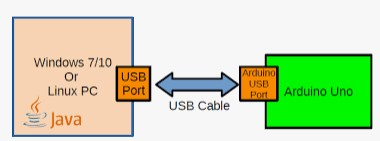 Windows 7/10
Or
Linux PC
Java
USB
Port
USB Cable
Arduino
USB
Port
Arduino Uno